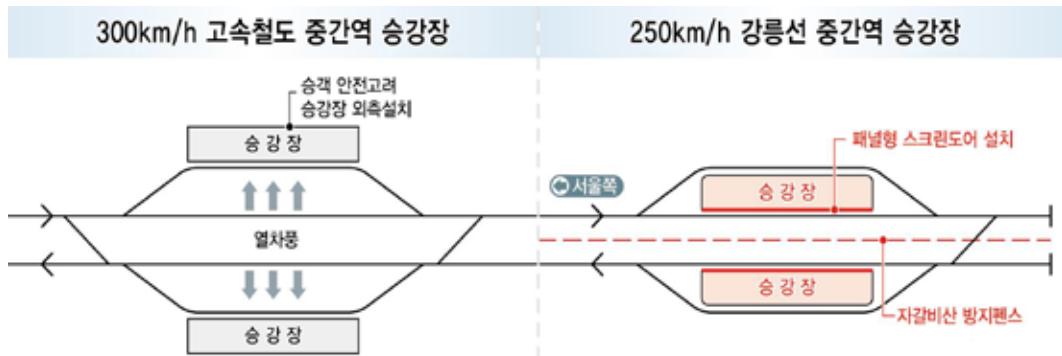 300km/h 고속철도 중간역 승강장
승객 안전고려
승강장 외측설치
승 강 장
열차풍
승 강 장
250km/h 강릉선 중간역 승강장
패널형 스크린도어 설치
서울쪽
승 강 장
승 강 장
자갈비산 방지펜스